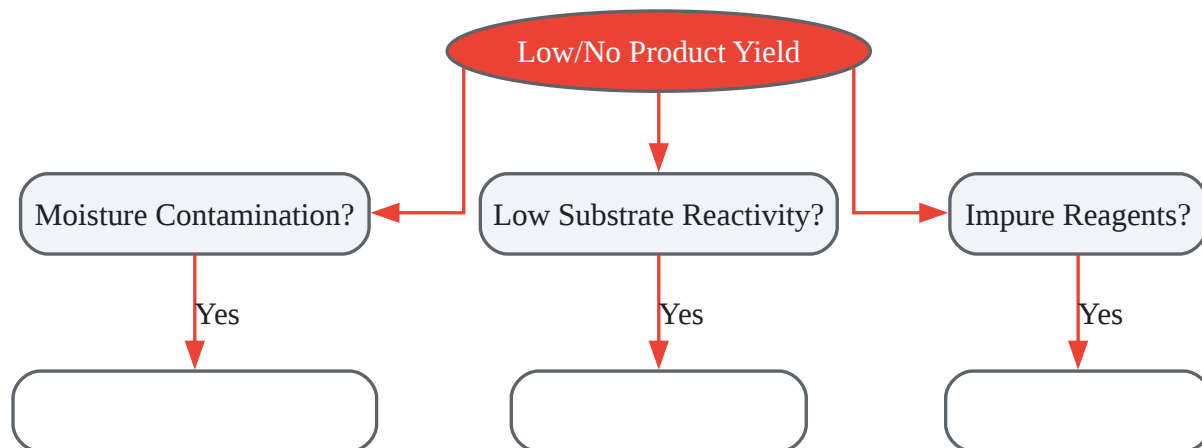 Low/No Product Yield
Moisture Contamination?
Low Substrate Reactivity?
Impure Reagents?
Yes
Yes
Yes